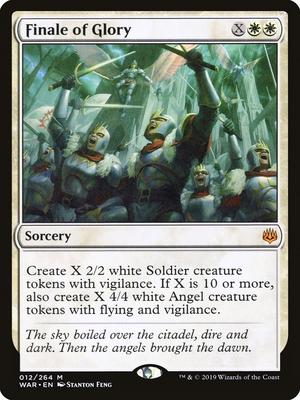 Finale of Glory XWW
Sorcery
Create X 2/2 white Soldier creature
tokens with vigilance. If X is 10 or more,
also create X 4/4 white Angel creature
tokens with flying and vigilance.
The sky boiled over the citadel, dire and
dark. Then the angels brought the dawn.
012/264 M
WAR • EN STANTON FENG
™ & © 2019 Wizards of the Coast